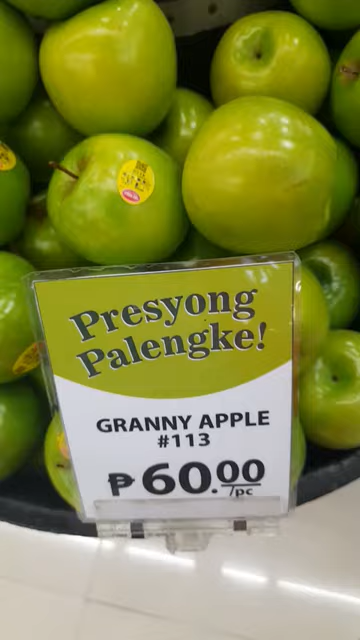 Presyong
Palengke!
GRANNY APPLE
#113
₱60.00
/pc